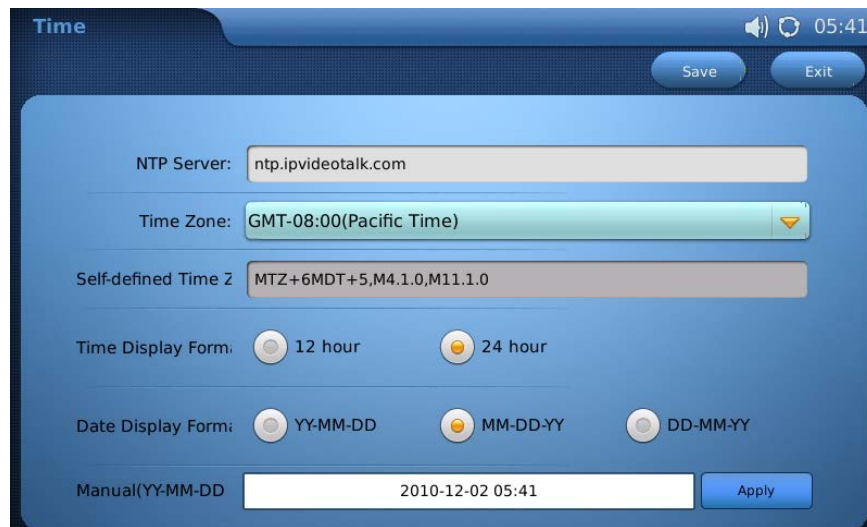 Time
05:41
Save
Exit
NTP Server:
ntp.ipvideotalk.com
Time Zone:
GMT-08:00(Pacific Time)
Self-defined Time Z
MTZ+6MDT+5,M4.1.0,M11.1.0
Time Display Form
12 hour
24 hour
Date Display Form
YY-MM-DD
MM-DD-YY
DD-MM-YY
Manual(YY-MM-DD
2010-12-02 05:41
Apply